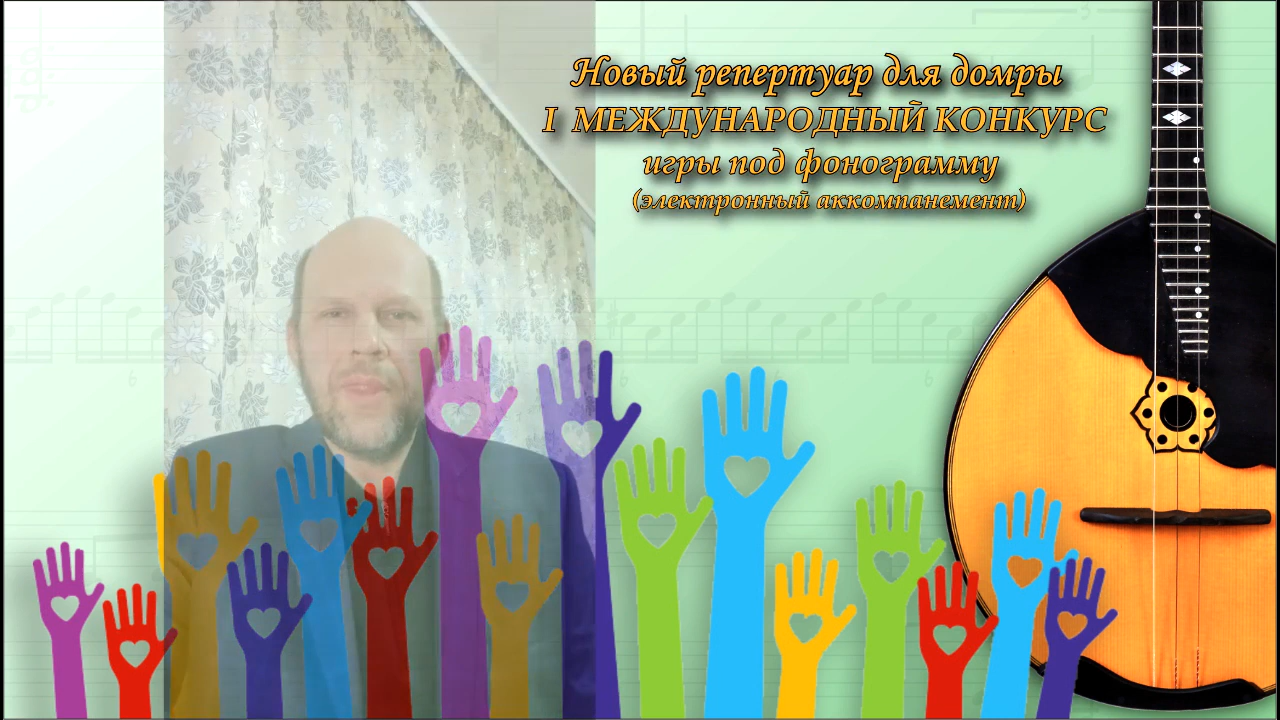 Новый репертуар для домры
I МЕЖДУНАРОДНЫЙ КОНКУРС
игры под фонограмму
(электронный аккомпанемент)